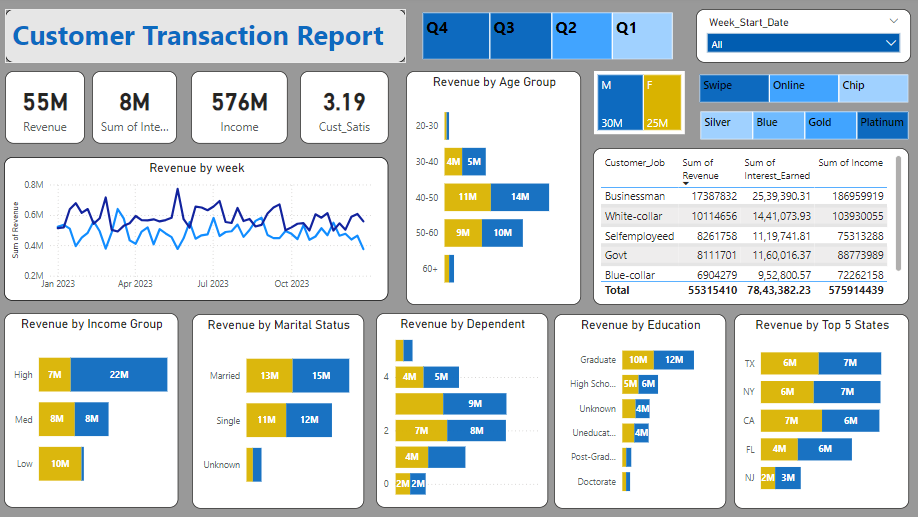 Customer Transaction Report
Q4 Q3 Q2 Q1
Week_Start_Date
All
55M
Revenue
8M
Sum of Inte...
576M
Income
3.19
Cust_Satis
Revenue by Age Group
20-30
30-40 4M 5M
40-50 11M 14M
50-60 9M 10M
60+
M F
30M 25M
Swipe Online Chip
Silver Blue Gold Platinum
Revenue by week
Sum of Revenue
0.8M
0.6M
0.4M
0.2M
Jan 2023 Apr 2023 Jul 2023 Oct 2023
Customer_Job Sum of Revenue Sum of Interest_Earned Sum of Income
Businessman 17387832 25,39,390.31 186959919
White-collar 10114656 14,41,073.93 103930055
Selfemployeed 8261758 11,19,741.81 75313288
Govt 8111701 11,60,016.37 88773989
Blue-collar 6904279 9,52,800.57 72262158
Total 55315410 78,43,382.23 575914439
Revenue by Income Group
High 7M 22M
Med 8M 8M
Low 10M
Revenue by Marital Status
Married 13M 15M
Single 11M 12M
Unknown
Revenue by Dependent
4 4M 5M
9M
2 7M 8M
4M
0 2M 2M
Revenue by Education
Graduate 10M 12M
High Scho... 5M 6M
Unknown 4M
Uneducat... 4M
Post-Grad...
Doctorate
Revenue by Top 5 States
TX 6M 7M
NY 6M 7M
CA 7M 6M
FL 4M 6M
NJ 2M 3M